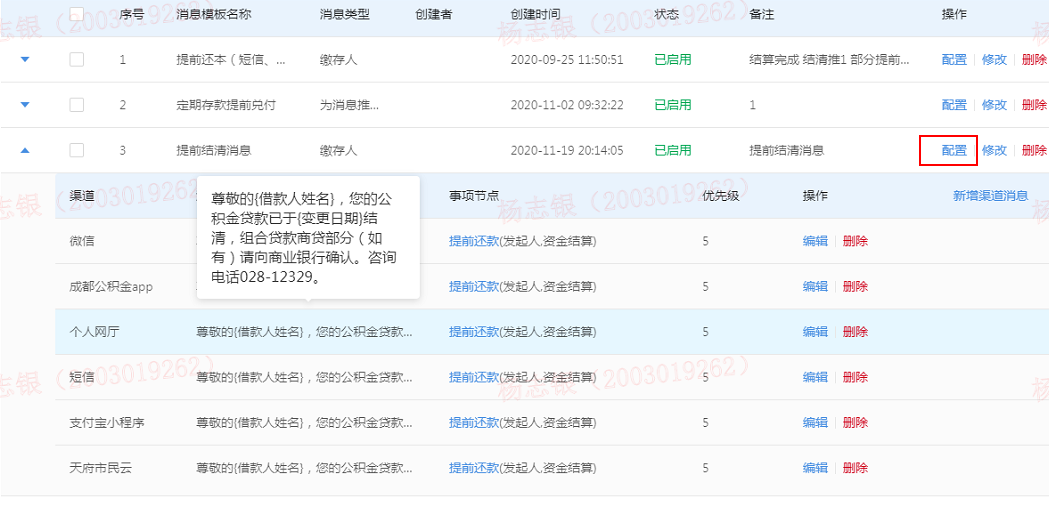 序号 消息模板名称 消息类型 创建者 创建时间 状态 备注 操作
1 提前还本（短信、... 缴存人 2020-09-25 11:50:51 已启用 结算完成 结清推1 部分提前... 配置 修改 删除
2 定期存款提前兑付 为消息推... 2020-11-02 09:32:22 已启用 1 配置 修改 删除
3 提前结清消息 缴存人 2020-11-19 20:14:05 已启用 提前结清消息 配置 修改 删除
渠道 事项节点 优先级 操作 新增渠道消息
尊敬的{借款人姓名}，您的公
积金贷款已于{变更日期}结
清，组合贷款商贷部分（如
有）请向商业银行确认。咨询
电话028-12329。
微信 提前还款(发起人,资金结算) 5 编辑 删除
成都公积金app 提前还款(发起人,资金结算) 5 编辑 删除
个人网厅 尊敬的{借款人姓名}，您的公积金贷款... 提前还款(发起人,资金结算) 5 编辑 删除
短信 尊敬的{借款人姓名}，您的公积金贷款... 提前还款(发起人,资金结算) 5 编辑 删除
支付宝小程序 尊敬的{借款人姓名}，您的公积金贷款... 提前还款(发起人,资金结算) 5 编辑 删除
天府市民云 尊敬的{借款人姓名}，您的公积金贷款... 提前还款(发起人,资金结算) 5 编辑 删除
杨志银（2003019262）
杨志银（2003019262）
杨志银（2003019262）